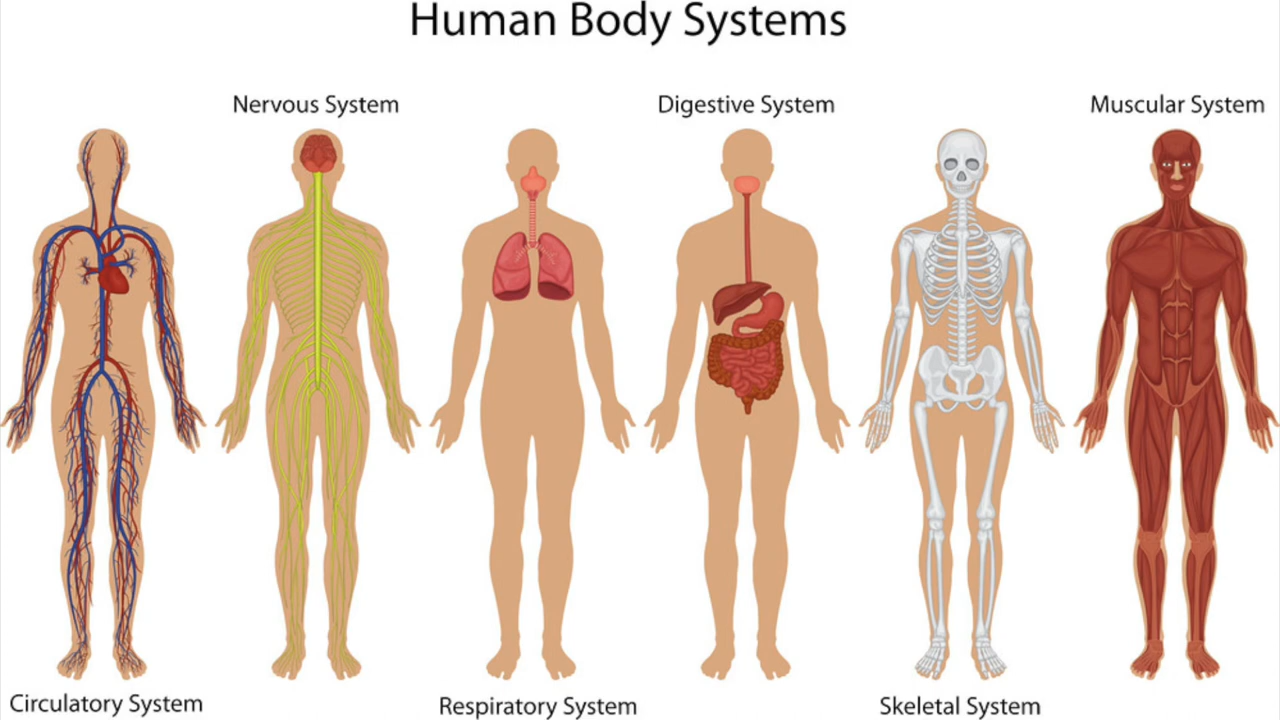 Human Body Systems
Nervous System
Digestive System
Muscular System
Circulatory System
Respiratory System
Skeletal System